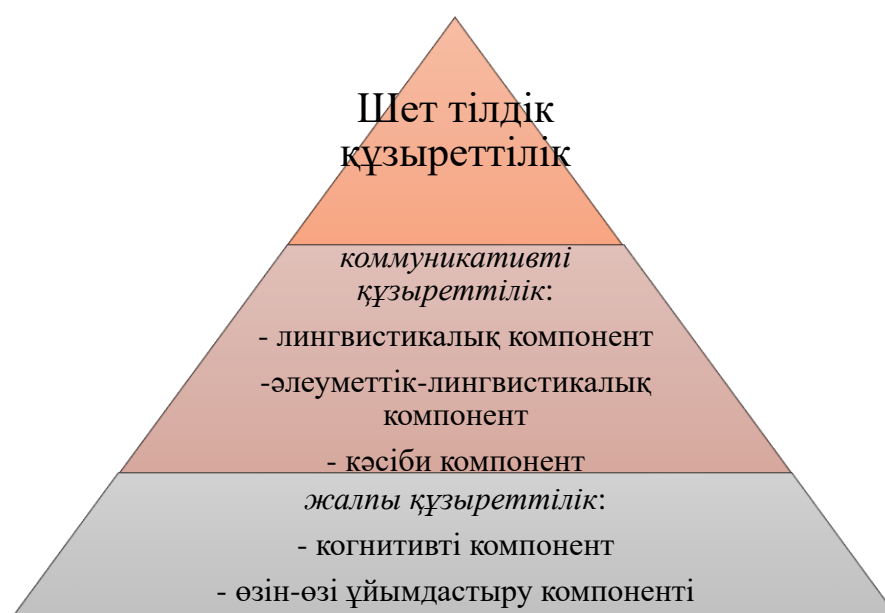 Шет тілдік
құзыреттілік
коммуникативті
құзыреттілік:
- лингвистикалық компонент
-әлеуметтік-лингвистикалық
компонент
- кәсіби компонент
жалпы құзыреттілік:
- когнитивті компонент
- өзін-өзі ұйымдастыру компоненті